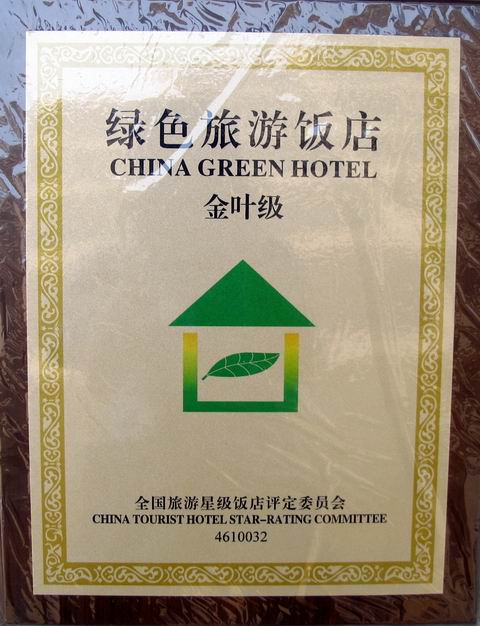 绿色旅游饭店
CHINA GREEN HOTEL
金叶级
全国旅游星级饭店评定委员会
CHINA TOURIST HOTEL STAR-RATING COMMITTEE
4610032